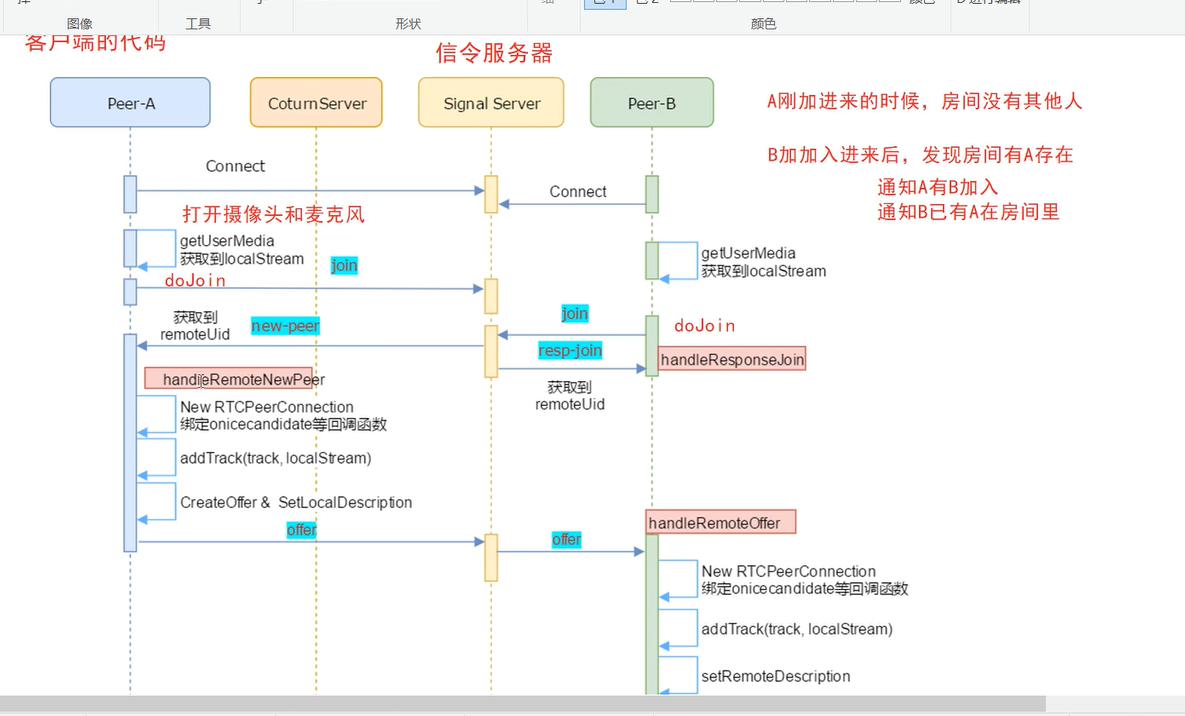 图像
工具
形状
颜色
客户端的代码
信令服务器
Peer-A
CoturnServer
Signal Server
Peer-B
A刚加进来的时候，房间没有其他人
B加加入进来后，发现房间有A存在
通知A有B加入
通知B已有A在房间里
Connect
Connect
打开摄像头和麦克风
getUserMedia
获取到localStream
getUserMedia
获取到localStream
join
doJoin
获取到
remoteUid
new-peer
join
doJoin
resp-join
handleResponseJoin
获取到
remoteUid
handleRemoteNewPeer
New RTCPeerConnection
绑定onicecandidate等回调函数
addTrack(track, localStream)
CreateOffer & SetLocalDescription
offer
offer
handleRemoteOffer
New RTCPeerConnection
绑定onicecandidate等回调函数
addTrack(track, localStream)
setRemoteDescription